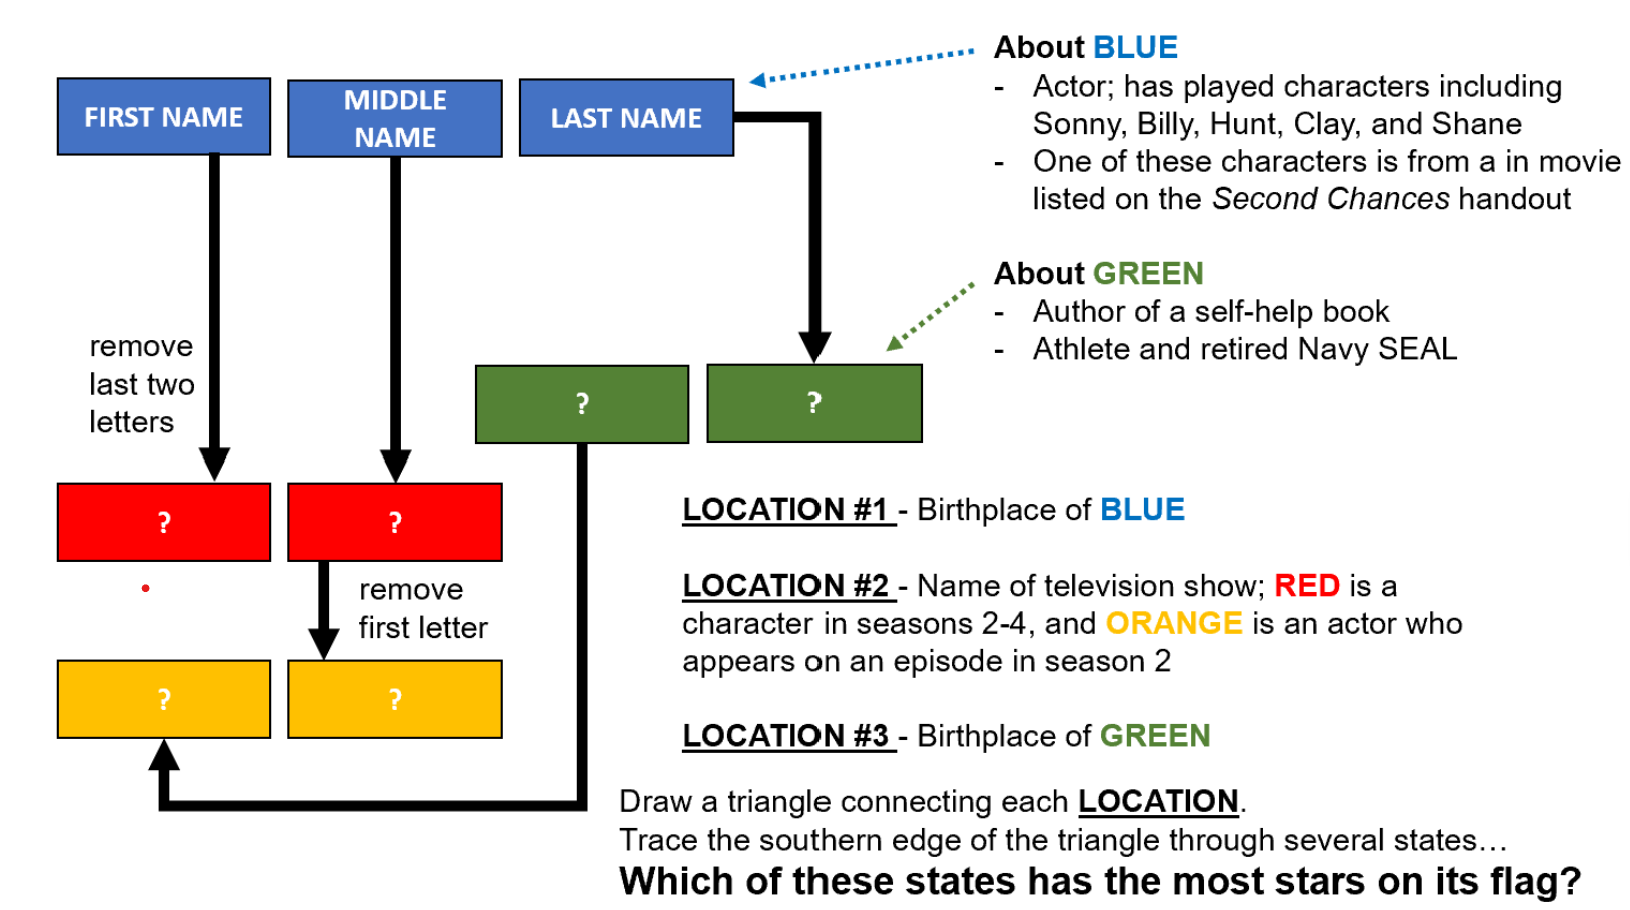 FIRST NAME
MIDDLE
NAME
LAST NAME
About BLUE
- Actor; has played characters including
Sonny, Billy, Hunt, Clay, and Shane
- One of these characters is from a in movie
listed on the Second Chances handout
About GREEN
- Author of a self-help book
- Athlete and retired Navy SEAL
remove
last two
letters
?
?
?
?
remove
first letter
?
?
LOCATION #1 - Birthplace of BLUE
LOCATION #2 - Name of television show; RED is a
character in seasons 2-4, and ORANGE is an actor who
appears on an episode in season 2
LOCATION #3 - Birthplace of GREEN
Draw a triangle connecting each LOCATION.
Trace the southern edge of the triangle through several states...
Which of these states has the most stars on its flag?